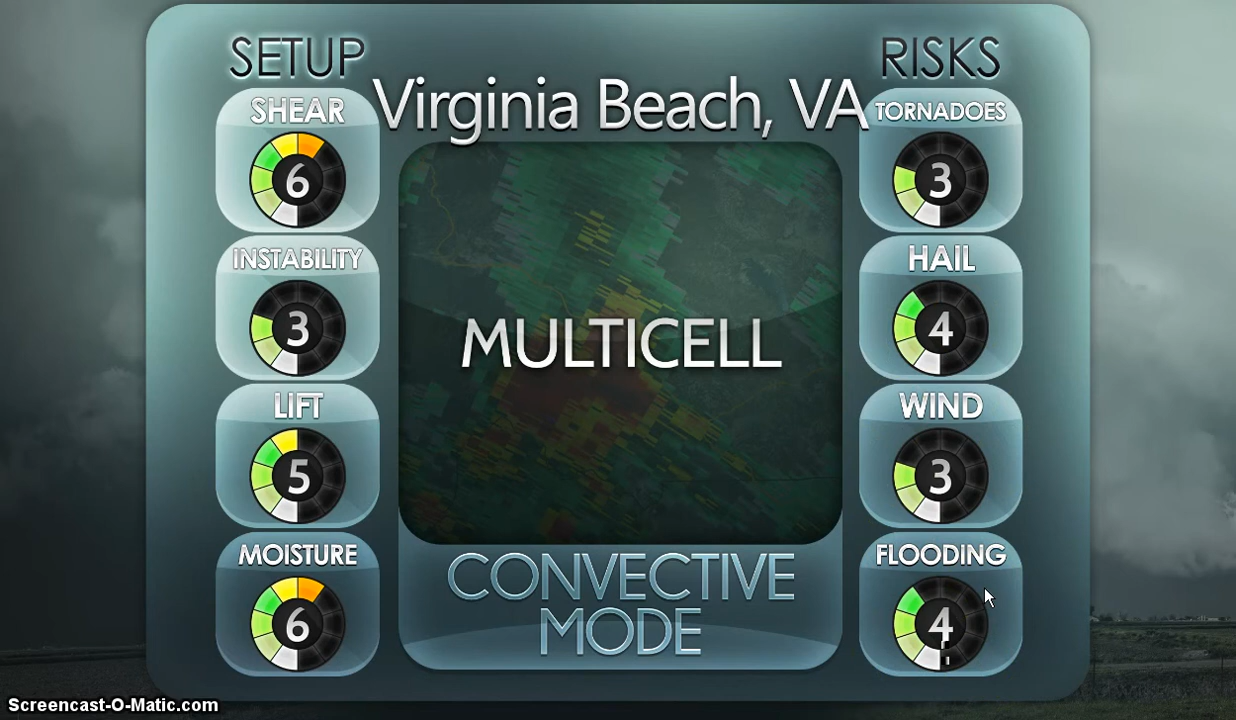 SETUP
RISKS
Virginia Beach, VA
SHEAR
6
INSTABILITY
3
LIFT
5
MOISTURE
6
MULTICELL
CONVECTIVE
MODE
TORNADOES
3
HAIL
4
WIND
3
FLOODING
4
Screencast-O-Matic.com